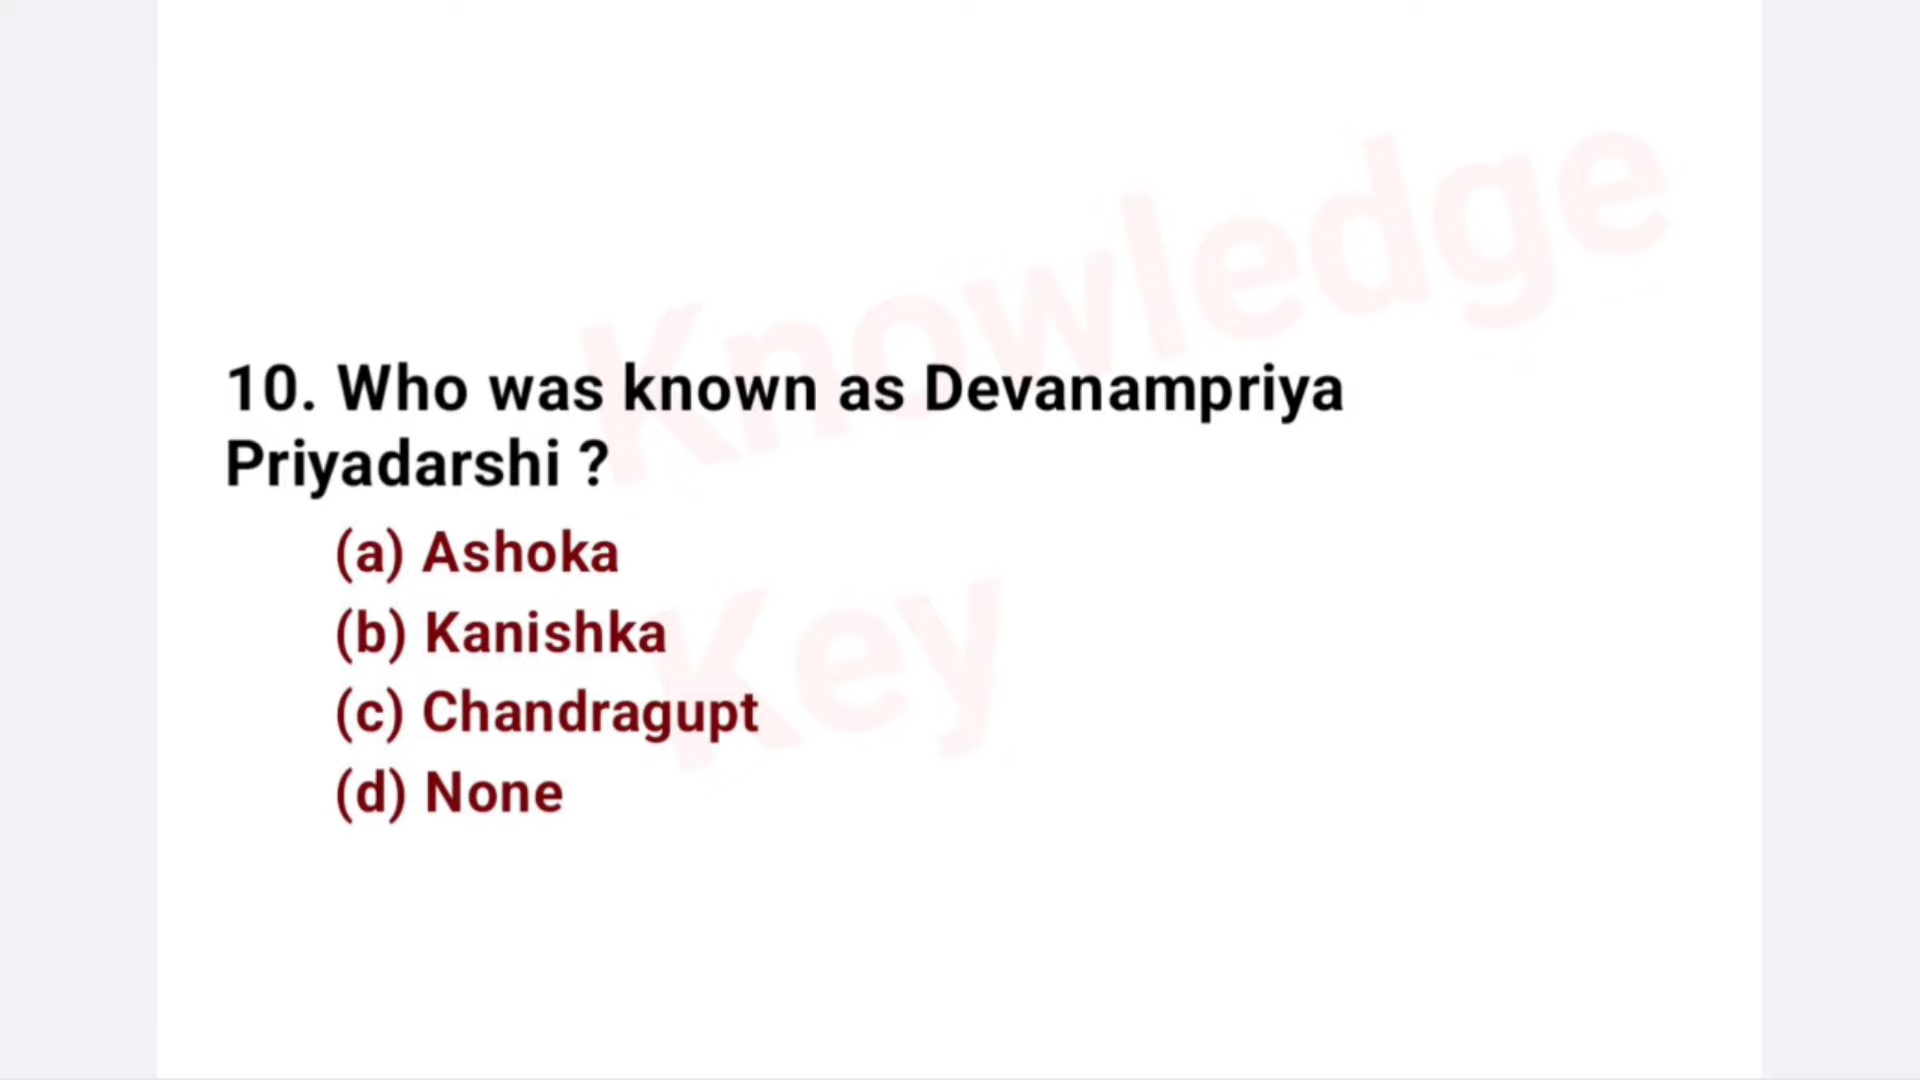 Knowledge
10. Who was known as Devanampriya
Priyadarshi ?
(a) Ashoka
(b) Kanishka
Key
(c) Chandragupt
(d) None